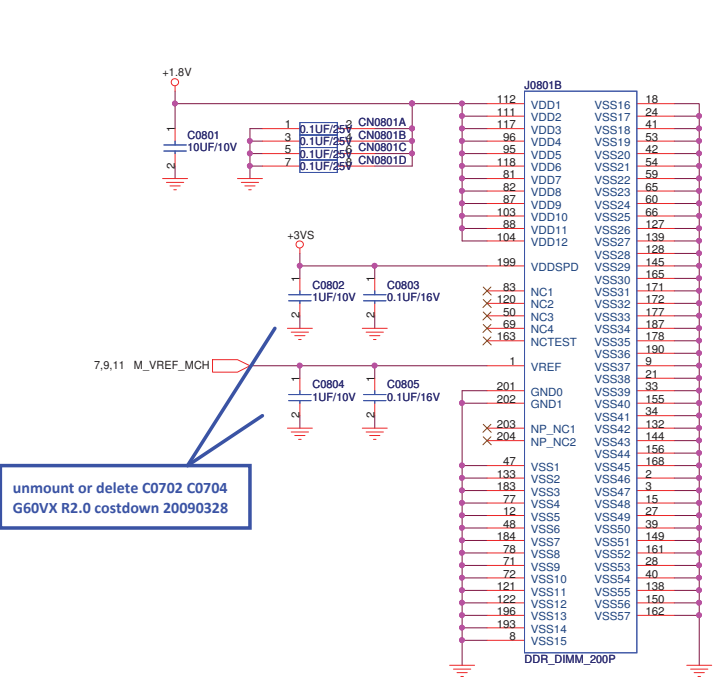 +1.8V
J0801B
C0801
10UF/10V
1
2
1 0.1UF/25V 2 CN0801A
3 0.1UF/25V CN0801B
5 0.1UF/25V CN0801C
7 0.1UF/25V CN0801D
112 VDD1 VSS16 18
111 VDD2 VSS17 24
117 VDD3 VSS18 41
96 VDD4 VSS19 53
95 VDD5 VSS20 42
118 VDD6 VSS21 54
81 VDD7 VSS22 59
82 VDD8 VSS23 65
87 VDD9 VSS24 60
103 VDD10 VSS25 66
88 VDD11 VSS26 127
104 VDD12 VSS27 139
VSS28 128
+3VS
199 VDDSPD VSS29 145
VSS30 165
C0802
1UF/10V
1
2
C0803
0.1UF/16V
1
2
83 NC1 VSS31 171
120 NC2 VSS32 172
50 NC3 VSS33 177
69 NC4 VSS34 187
163 NCTEST VSS35 178
VSS36 190
7,9,11 M_VREF_MCH
1 VREF VSS37 9
VSS38 21
C0804
1UF/10V
1
2
C0805
0.1UF/16V
1
2
201 GND0 VSS39 33
202 GND1 VSS40 155
VSS41 34
203 NP_NC1 VSS42 132
204 NP_NC2 VSS43 144
VSS44 156
47 VSS1 VSS45 168
133 VSS2 VSS46 2
183 VSS3 VSS47 3
77 VSS4 VSS48 15
12 VSS5 VSS49 27
48 VSS6 VSS50 39
184 VSS7 VSS51 149
78 VSS8 VSS52 161
71 VSS9 VSS53 28
72 VSS10 VSS54 40
121 VSS11 VSS55 138
122 VSS12 VSS56 150
196 VSS13 VSS57 162
193 VSS14
8 VSS15
DDR_DIMM_200P
unmount or delete C0702 C0704
G60VX R2.0 costdown 20090328